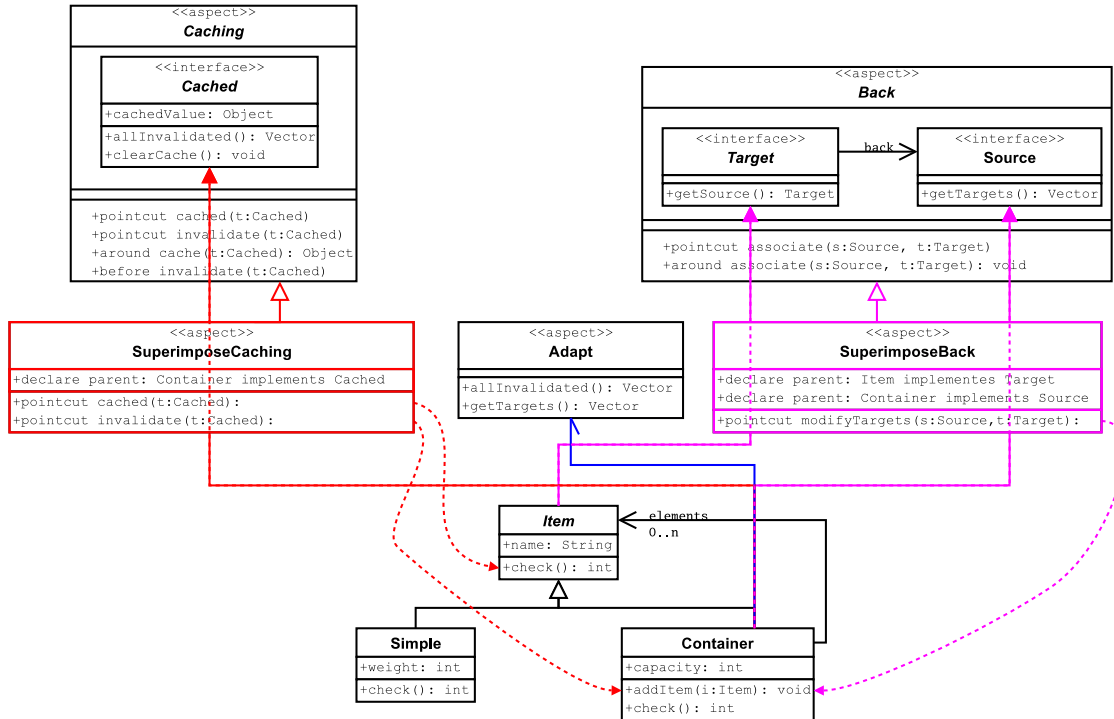 <<aspect>>
Caching
<<interface>>
Cached
+cachedValue: Object
+allInvalidated(): Vector
+clearCache(): void
+pointcut cached(t:Cached)
+pointcut invalidate(t:Cached)
+around cache(t:Cached): Object
+before invalidate(t:Cached)
<<aspect>>
Back
<<interface>>
Target
+getSource(): Target
back
<<interface>>
Source
+getTargets(): Vector
+pointcut associate(s:Source, t:Target)
+around associate(s:Source, t:Target): void
<<aspect>>
SuperimposeCaching
+declare parent: Container implements Cached
+pointcut cached(t:Cached):
+pointcut invalidate(t:Cached):
<<aspect>>
Adapt
+allInvalidated(): Vector
+getTargets(): Vector
<<aspect>>
SuperimposeBack
+declare parent: Item implementes Target
+declare parent: Container implements Source
+pointcut modifyTargets(s:Source,t:Target):
Item
+name: String
+check(): int
elements
0..n
Simple
+weight: int
+check(): int
Container
+capacity: int
+addItem(i:Item): void
+check(): int